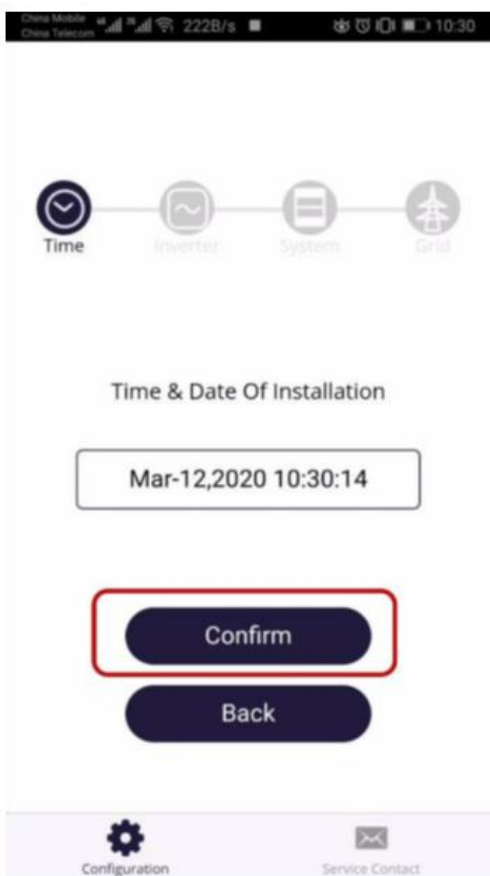 China Mobile 222B/s 10:30
China Telecom
Time Inverter System Grid
Time & Date Of Installation
Mar-12,2020 10:30:14
Confirm
Back
Configuration Service Contact